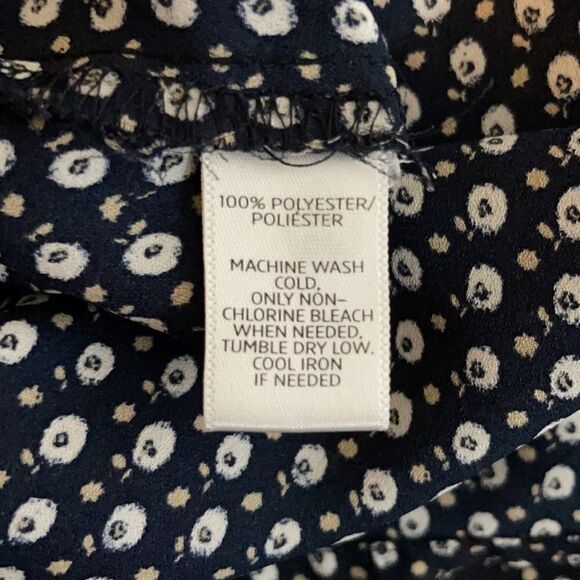 100% POLYESTER/
POLIÉSTER
MACHINE WASH
COLD,
ONLY NON-
CHLORINE BLEACH
WHEN NEEDED,
TUMBLE DRY LOW.
COOL IRON
IF NEEDED